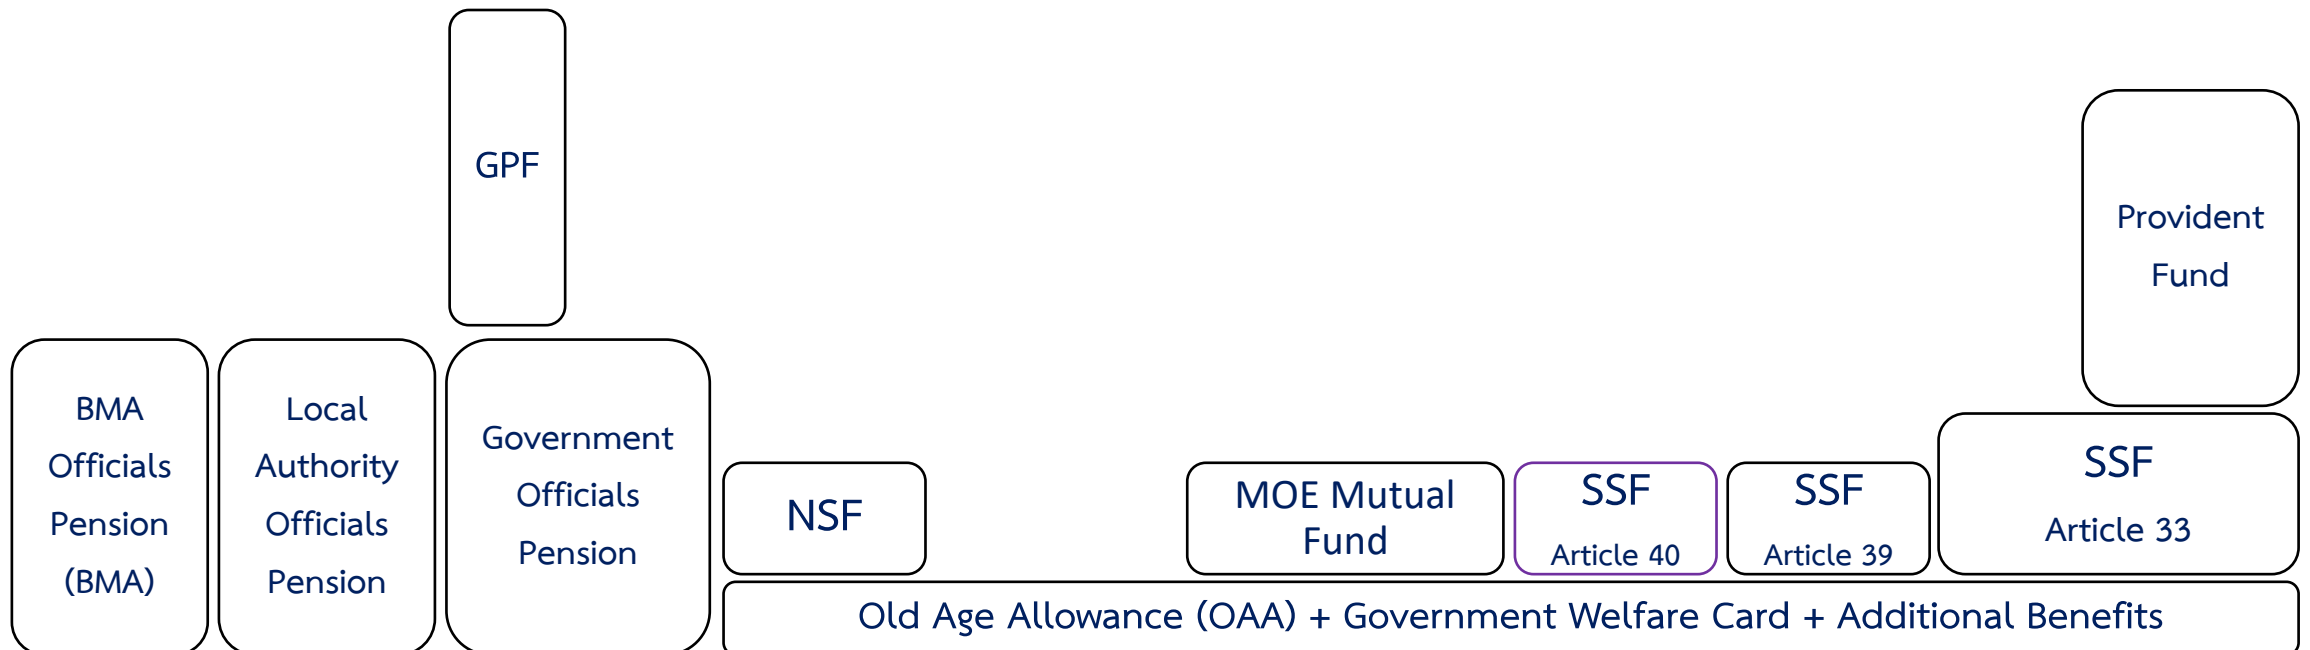 GPF
Provident
Fund
BMA
Officials
Pension
(BMA)
Local
Authority
Officials
Pension
Government
Officials
Pension
NSF
MOE Mutual
Fund
SSF
Article 40
SSF
Article 39
SSF
Article 33
Old Age Allowance (OAA) + Government Welfare Card + Additional Benefits